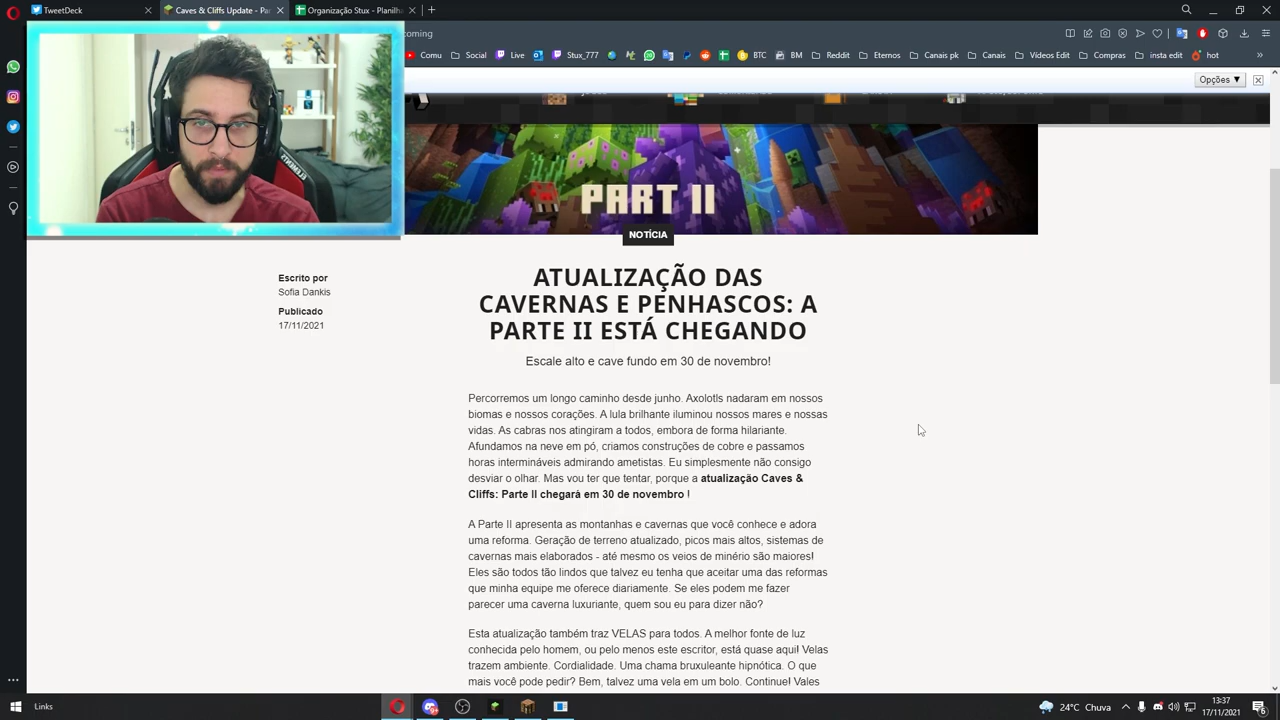 TweetDeck
Caves & Cliffs Update - Pa
Organização Stux - Planilha
coming
Comu
Social
Stux_777
BTC
BM
Reddit
Eternos
Canais pk
Canais
Vídeos Edit
Compras
insta edit
hot
Opções ▼
PART II
NOTÍCIA
Escrito por
Sofia Dankis
Publicado
17/11/2021
ATUALIZAÇÃO DAS
CAVERNAS E PENHASCOS: A
PARTE II ESTÁ CHEGANDO
Escale alto e cave fundo em 30 de novembro!
Percorremos um longo caminho desde junho. Axolotls nadaram em nossos
biomas e nossos corações. A lula brilhante iluminou nossos mares e nossas
vidas. As cabras nos atingiram a todos, embora de forma hilariante.
Afundamos na neve em pó, criamos construções de cobre e passamos
horas intermináveis admirando ametistas. Eu simplesmente não consigo
desviar o olhar. Mas vou ter que tentar, porque a atualização Caves &
Cliffs: Parte II chegará em 30 de novembro !
A Parte II apresenta as montanhas e cavernas que você conhece e adora
uma reforma. Geração de terreno atualizado, picos mais altos, sistemas de
cavernas mais elaborados - até mesmo os veios de minério são maiores!
Eles são todos tão lindos que talvez eu tenha que aceitar uma das reformas
que minha equipe me oferece diariamente. Se eles podem me fazer
parecer uma caverna luxuriante, quem sou eu para dizer não?
Esta atualização também traz VELAS para todos. A melhor fonte de luz
conhecida pelo homem, ou pelo menos este escritor, está quase aqui! Velas
trazem ambiente. Cordialidade. Uma chama bruxuleante hipnótica. O que
mais você pode pedir? Bem, talvez uma vela em um bolo. Continue! Vales
Links
24°C Chuva
13:37
17/11/2021